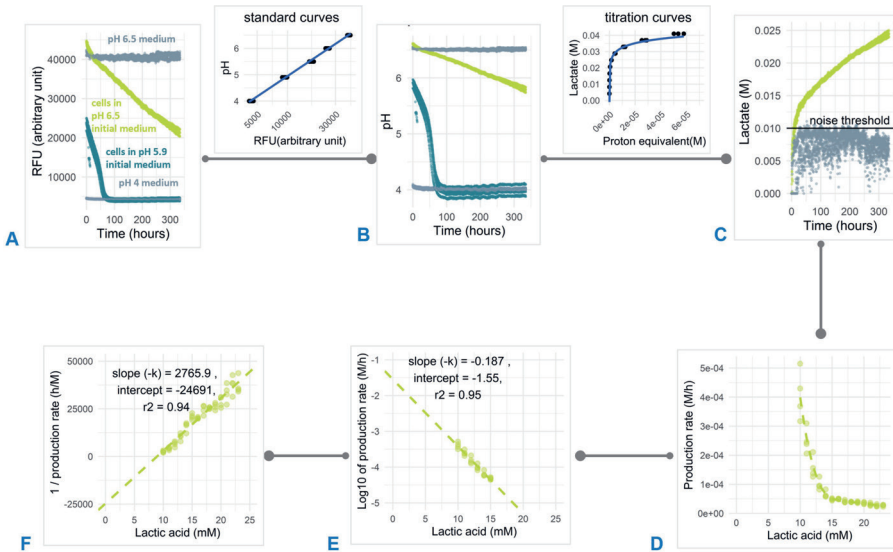 standard curves
titration curves
pH 6.5 medium
cells in
pH 6.5
initial medium
cells in pH 5.9
initial medium
pH 4 medium
RFU (arbitrary unit)
40000
30000
20000
10000
0 100 200 300
Time (hours)
A
pH
6
5
4
5000
10000
30000
RFU(arbitrary unit)
pH
6
5
4
0 100 200 300
Time (hours)
B
Lactate (M)
0.04
0.03
0.02
0.01
0.00
0e+00
2e-05
4e-05
6e-05
Proton equivalent(M)
Lactate (M)
0.025
0.020
0.015
0.010
0.005
0.000
noise threshold
0 100 200 300
Time (hours)
C
1 / production rate (h/M)
50000
25000
0
-25000
slope (-k) = 2765.9 ,
intercept = -24691,
r2 = 0.94
0 5 10 15 20 25
Lactic acid (mM)
F
Log10 of production rate (M/h)
-1
-2
-3
-4
-5
slope (-k) = -0.187 ,
intercept = -1.55,
r2 = 0.95
0 5 10 15 20
Lactic acid (mM)
E
Production rate (M/h)
5e-04
4e-04
3e-04
2e-04
1e-04
0e+00
0 5 10 15 20
Lactic acid (mM)
D